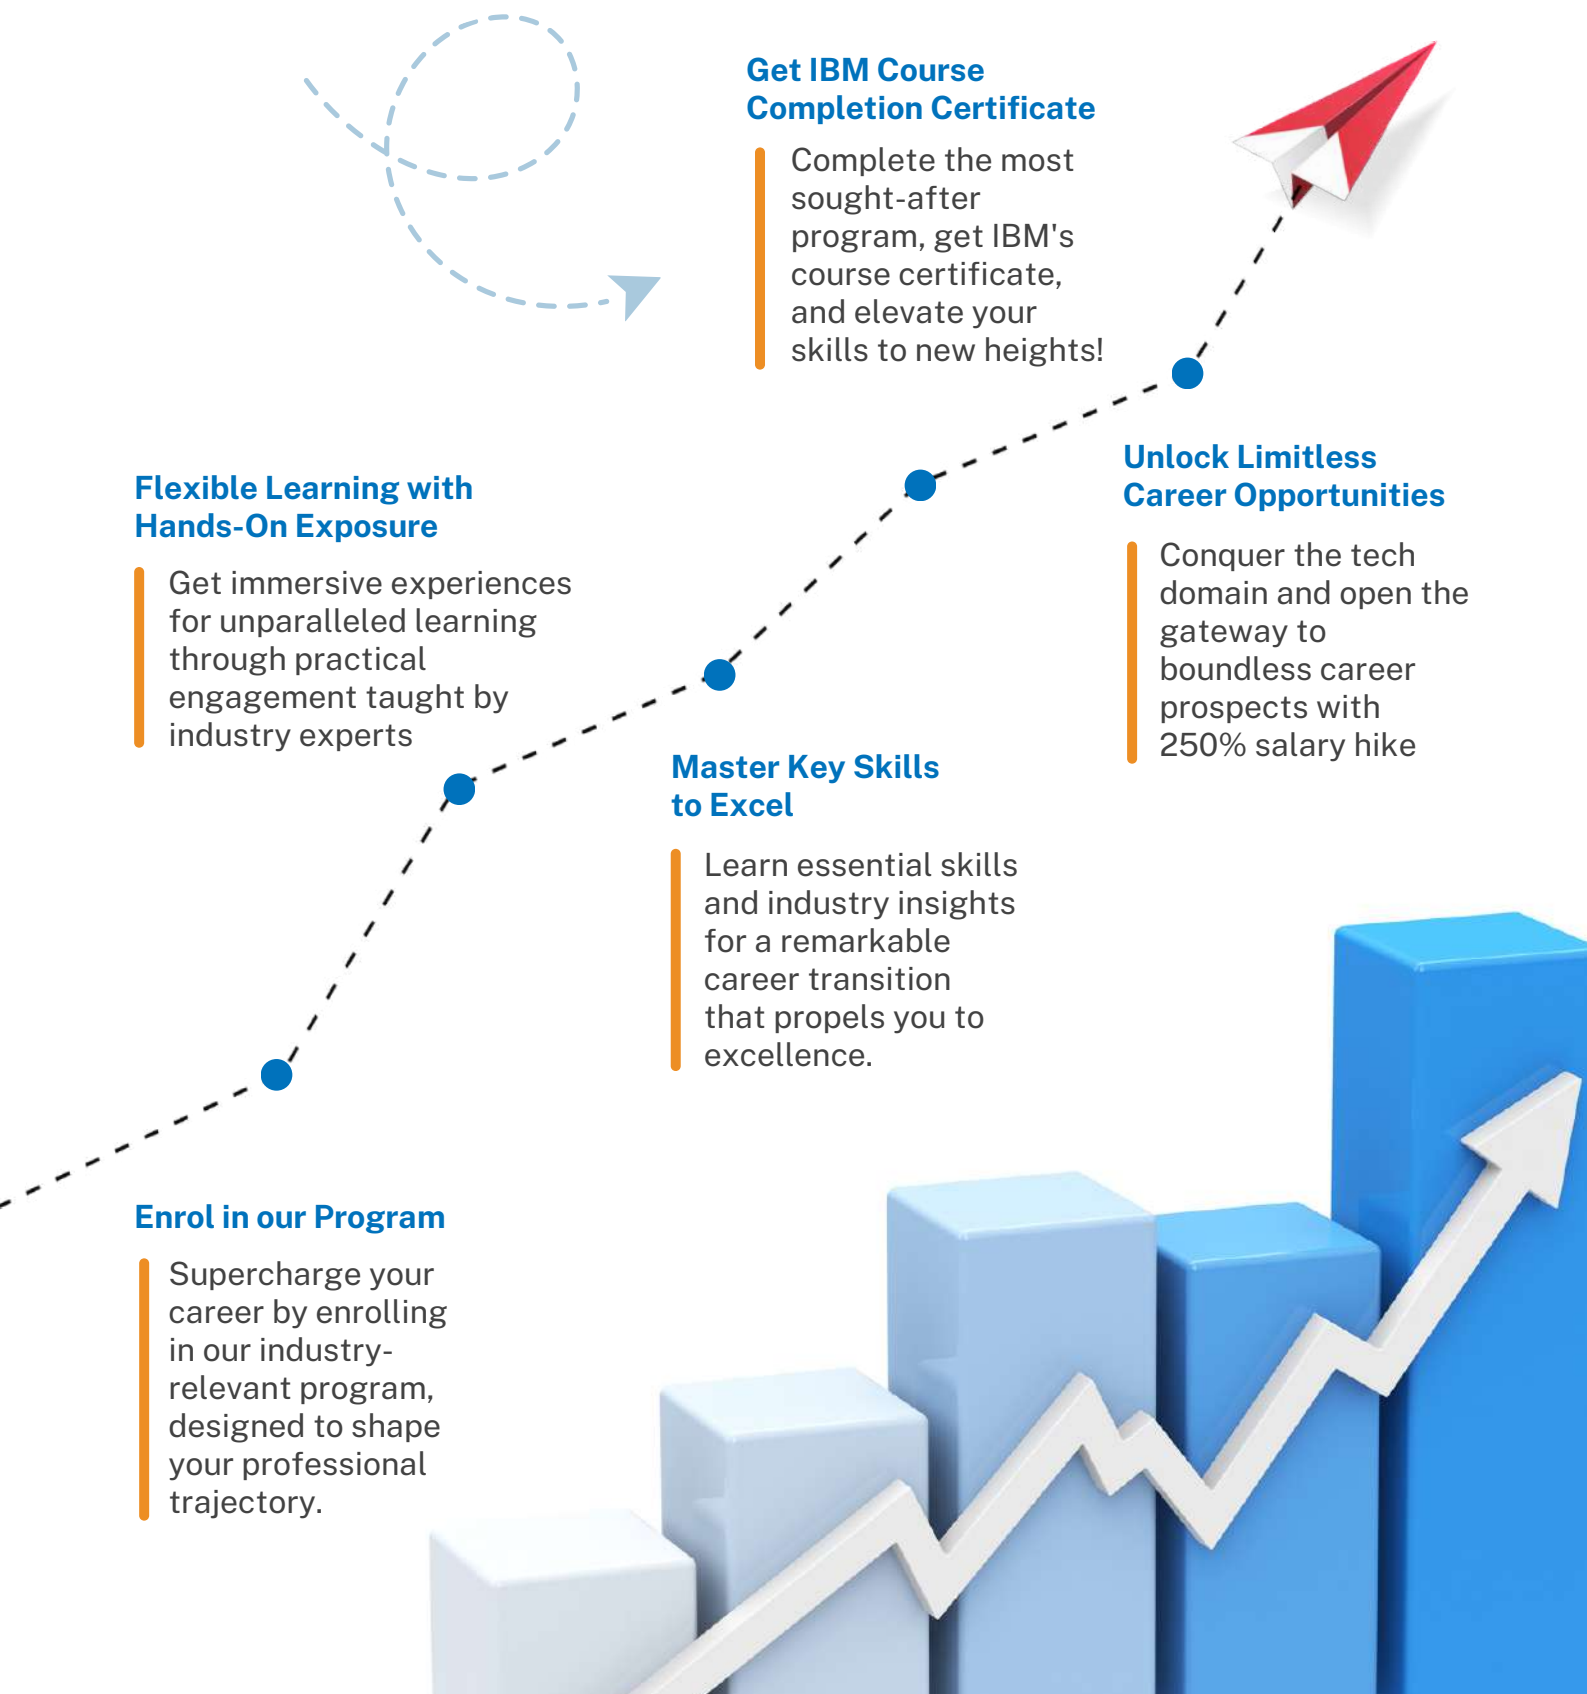 Get IBM Course
Completion Certificate
Complete the most
sought-after
program, get IBM's
course certificate,
and elevate your
skills to new heights!
Flexible Learning with
Hands-On Exposure
Get immersive experiences
for unparalleled learning
through practical
engagement taught by
industry experts
Unlock Limitless
Career Opportunities
Conquer the tech
domain and open the
gateway to
boundless career
prospects with
250% salary hike
Master Key Skills
to Excel
Learn essential skills
and industry insights
for a remarkable
career transition
that propels you to
excellence.
Enrol in our Program
Supercharge your
career by enrolling
in our industry-
relevant program,
designed to shape
your professional
trajectory.